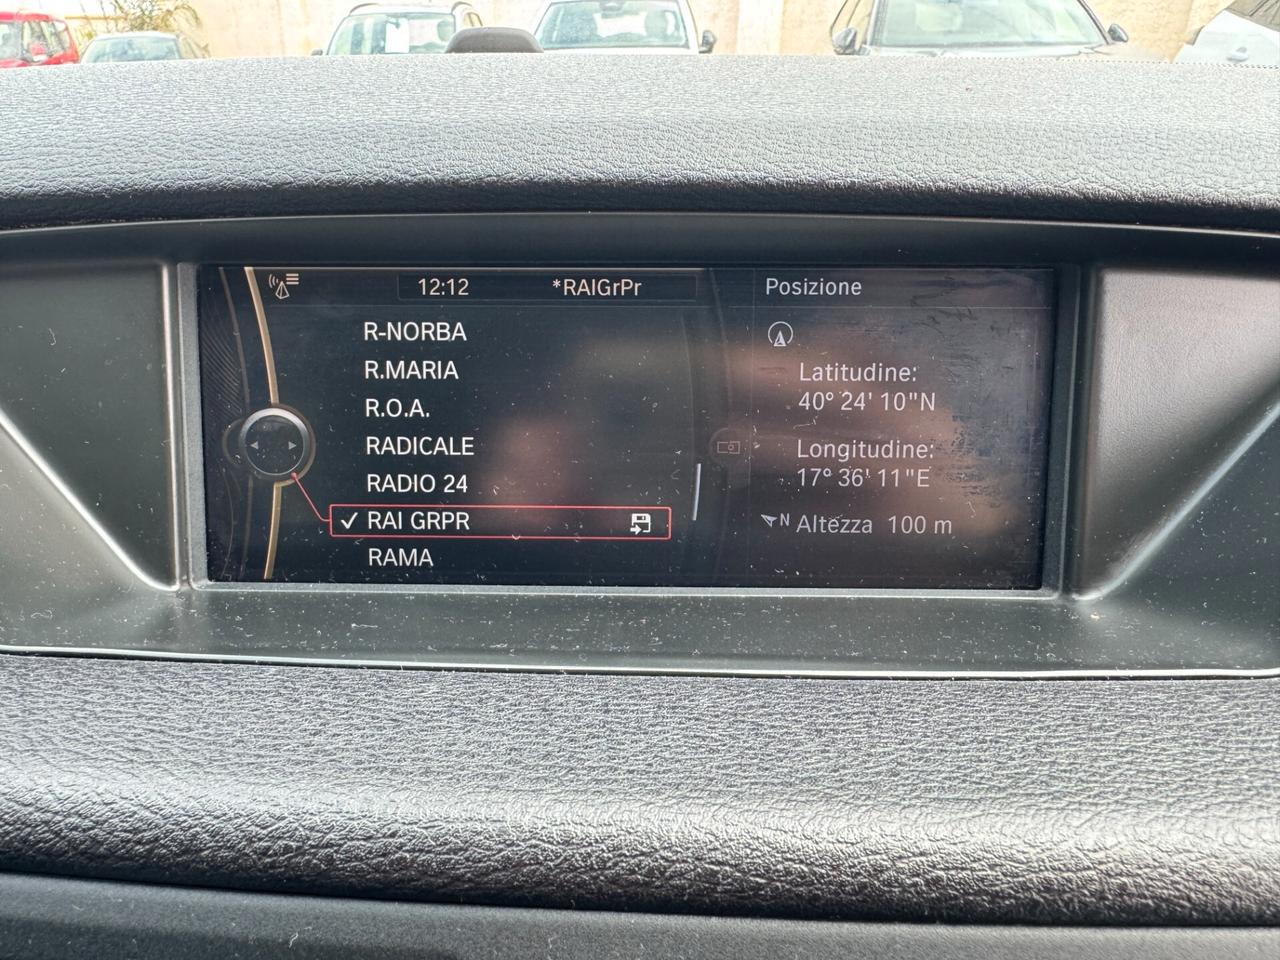 12:12 *RAIGrPr
R-NORBA
R.MARIA
R.O.A.
RADICALE
RADIO 24
✓ RAI GRPR
RAMA
Posizione
Latitudine:
40° 24' 10"N
Longitudine:
17° 36' 11"E
N Altezza 100 m